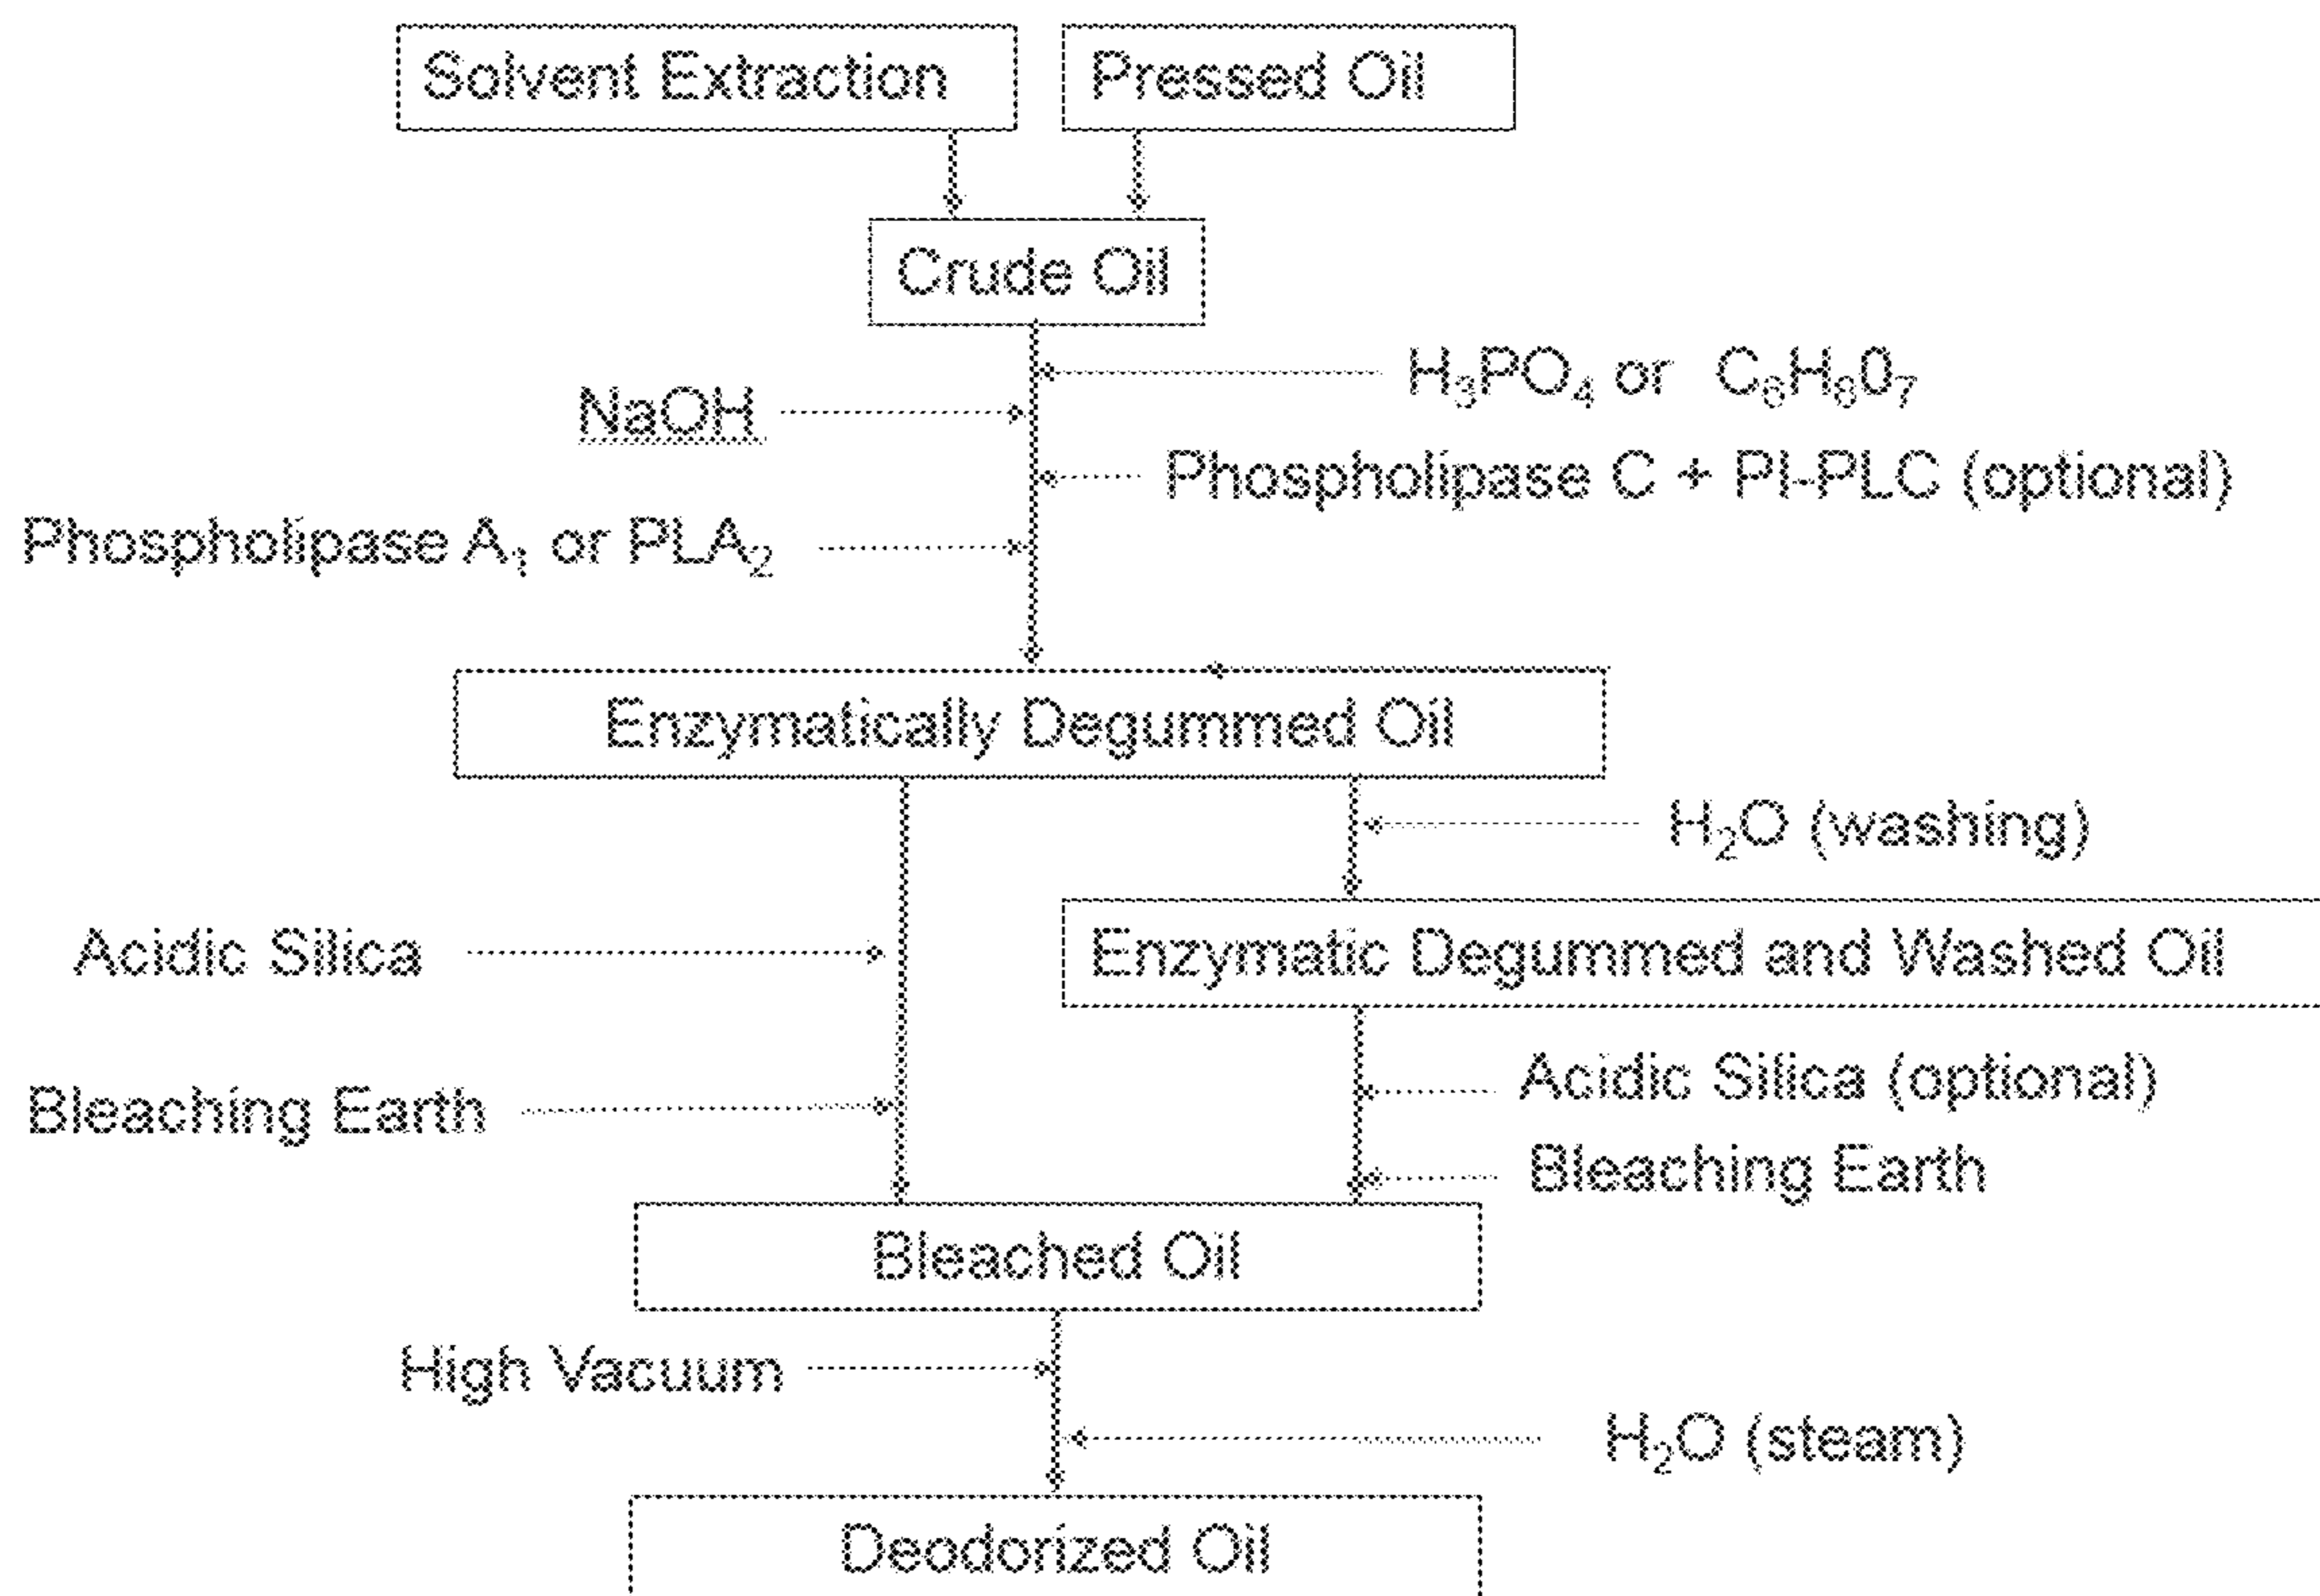 Solvent Extraction
Pressed Oil
Crude Oil
H₃PO₄ or C₆H₈0₇
NaOH
Phospholipase C + PI-PLC (optional)
Phospholipase A₁ or PLA₂
Enzymatically Degummed Oil
H₂O (washing)
Enzymatic Degummed and Washed Oil
Acidic Silica
Acidic Silica (optional)
Bleaching Earth
Bleaching Earth
Bleached Oil
High Vacuum
H₂O (steam)
Deodorized Oil